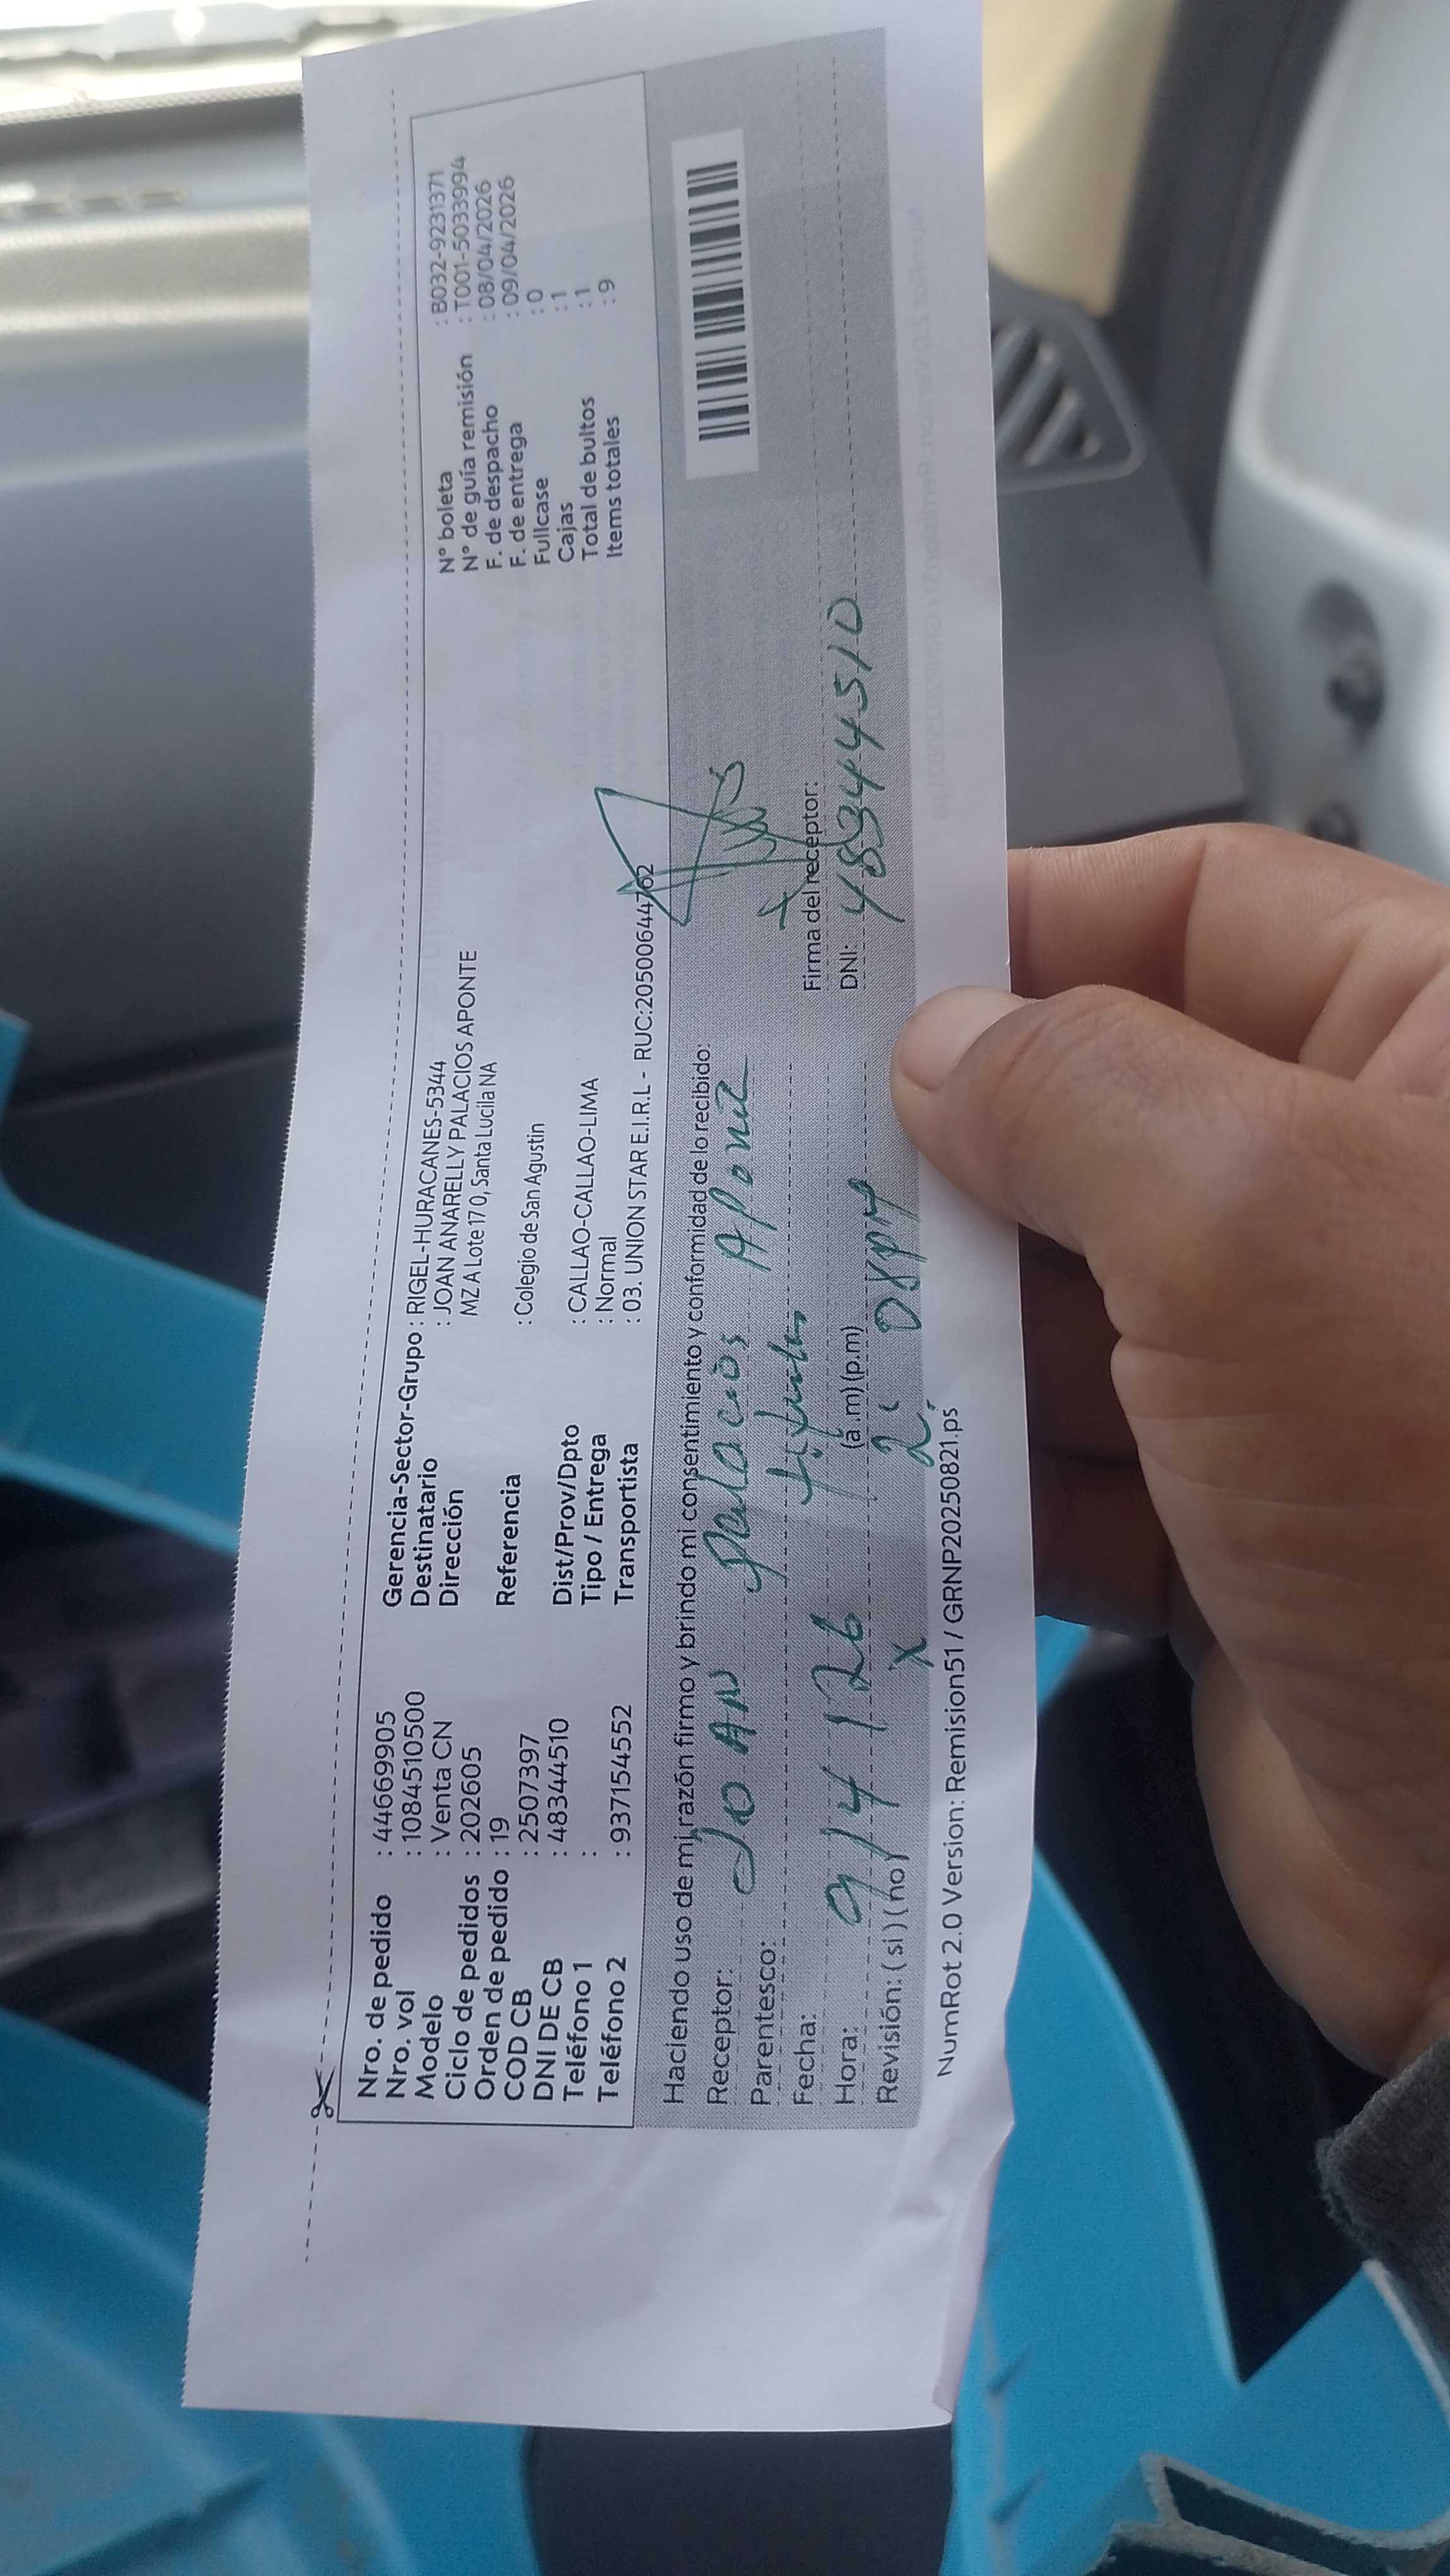 Nro. de pedido : 44669905
Nro. vol : 1084510500
Modelo : Venta CN
Ciclo de pedidos : 202605
Orden de pedido : 19
COD CB : 2507397
DNI DE CB : 48344510
Teléfono 1 :
Teléfono 2 : 937154552
Gerencia-Sector-Grupo : RIGEL-HURACANES-5344
Destinatario : JOAN ANARELLY PALACIOS APONTE
Dirección MZ A Lote 17 0, Santa Lucila NA
Referencia : Colegio de San Agustin
Dist/Prov/Dpto : CALLAO-CALLAO-LIMA
Tipo / Entrega : Normal
Transportista : 03. UNION STAR E.I.R.L - RUC:20500644762
N° boleta : B032-9231371
N° de guía remisión : T001-5033994
F. de despacho : 08/04/2026
F. de entrega : 09/04/2026
Fullcase : 0
Cajas : 1
Total de bultos : 1
Items totales : 9
Haciendo uso de mi razón firmo y brindo mi consentimiento y conformidad de lo recibido:
Receptor: JOAN Palacios Aponte
Parentesco: titular
Fecha: 9/4/26
Hora: (a.m) (p.m) 2:08pm
Revisión: ( si ) ( no ) X
Firma del receptor:
DNI: 48344510
NumRot 2.0 Version: Remision51 / GRNP20250821.ps